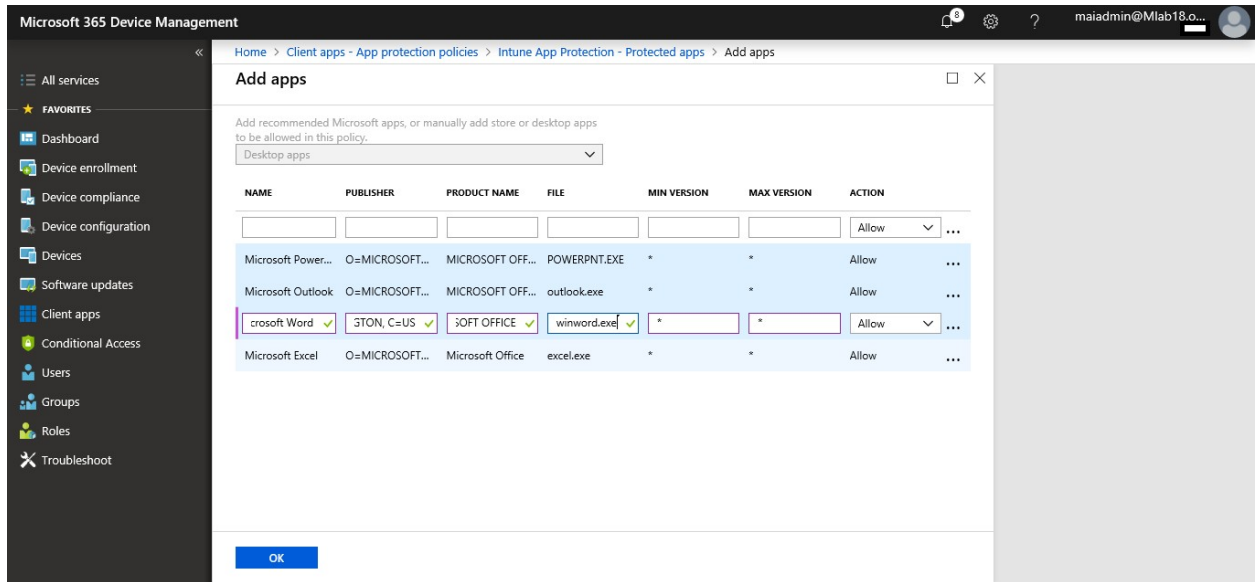 Microsoft 365 Device Management
8
?
maiadmin@Mlab18.o...
«
Home > Client apps - App protection policies > Intune App Protection - Protected apps > Add apps
All services
FAVORITES
Dashboard
Device enrollment
Device compliance
Device configuration
Devices
Software updates
Client apps
Conditional Access
Users
Groups
Roles
Troubleshoot
Add apps
Add recommended Microsoft apps, or manually add store or desktop apps
to be allowed in this policy.
Desktop apps
NAME PUBLISHER PRODUCT NAME FILE MIN VERSION MAX VERSION ACTION
Allow ...
Microsoft Power... O=MICROSOFT... MICROSOFT OFF... POWERPNT.EXE * * Allow ...
Microsoft Outlook O=MICROSOFT... MICROSOFT OFF... outlook.exe * * Allow ...
crosoft Word GTON, C=US SOFT OFFICE winword.exe * * Allow ...
Microsoft Excel O=MICROSOFT... Microsoft Office excel.exe * * Allow ...
OK